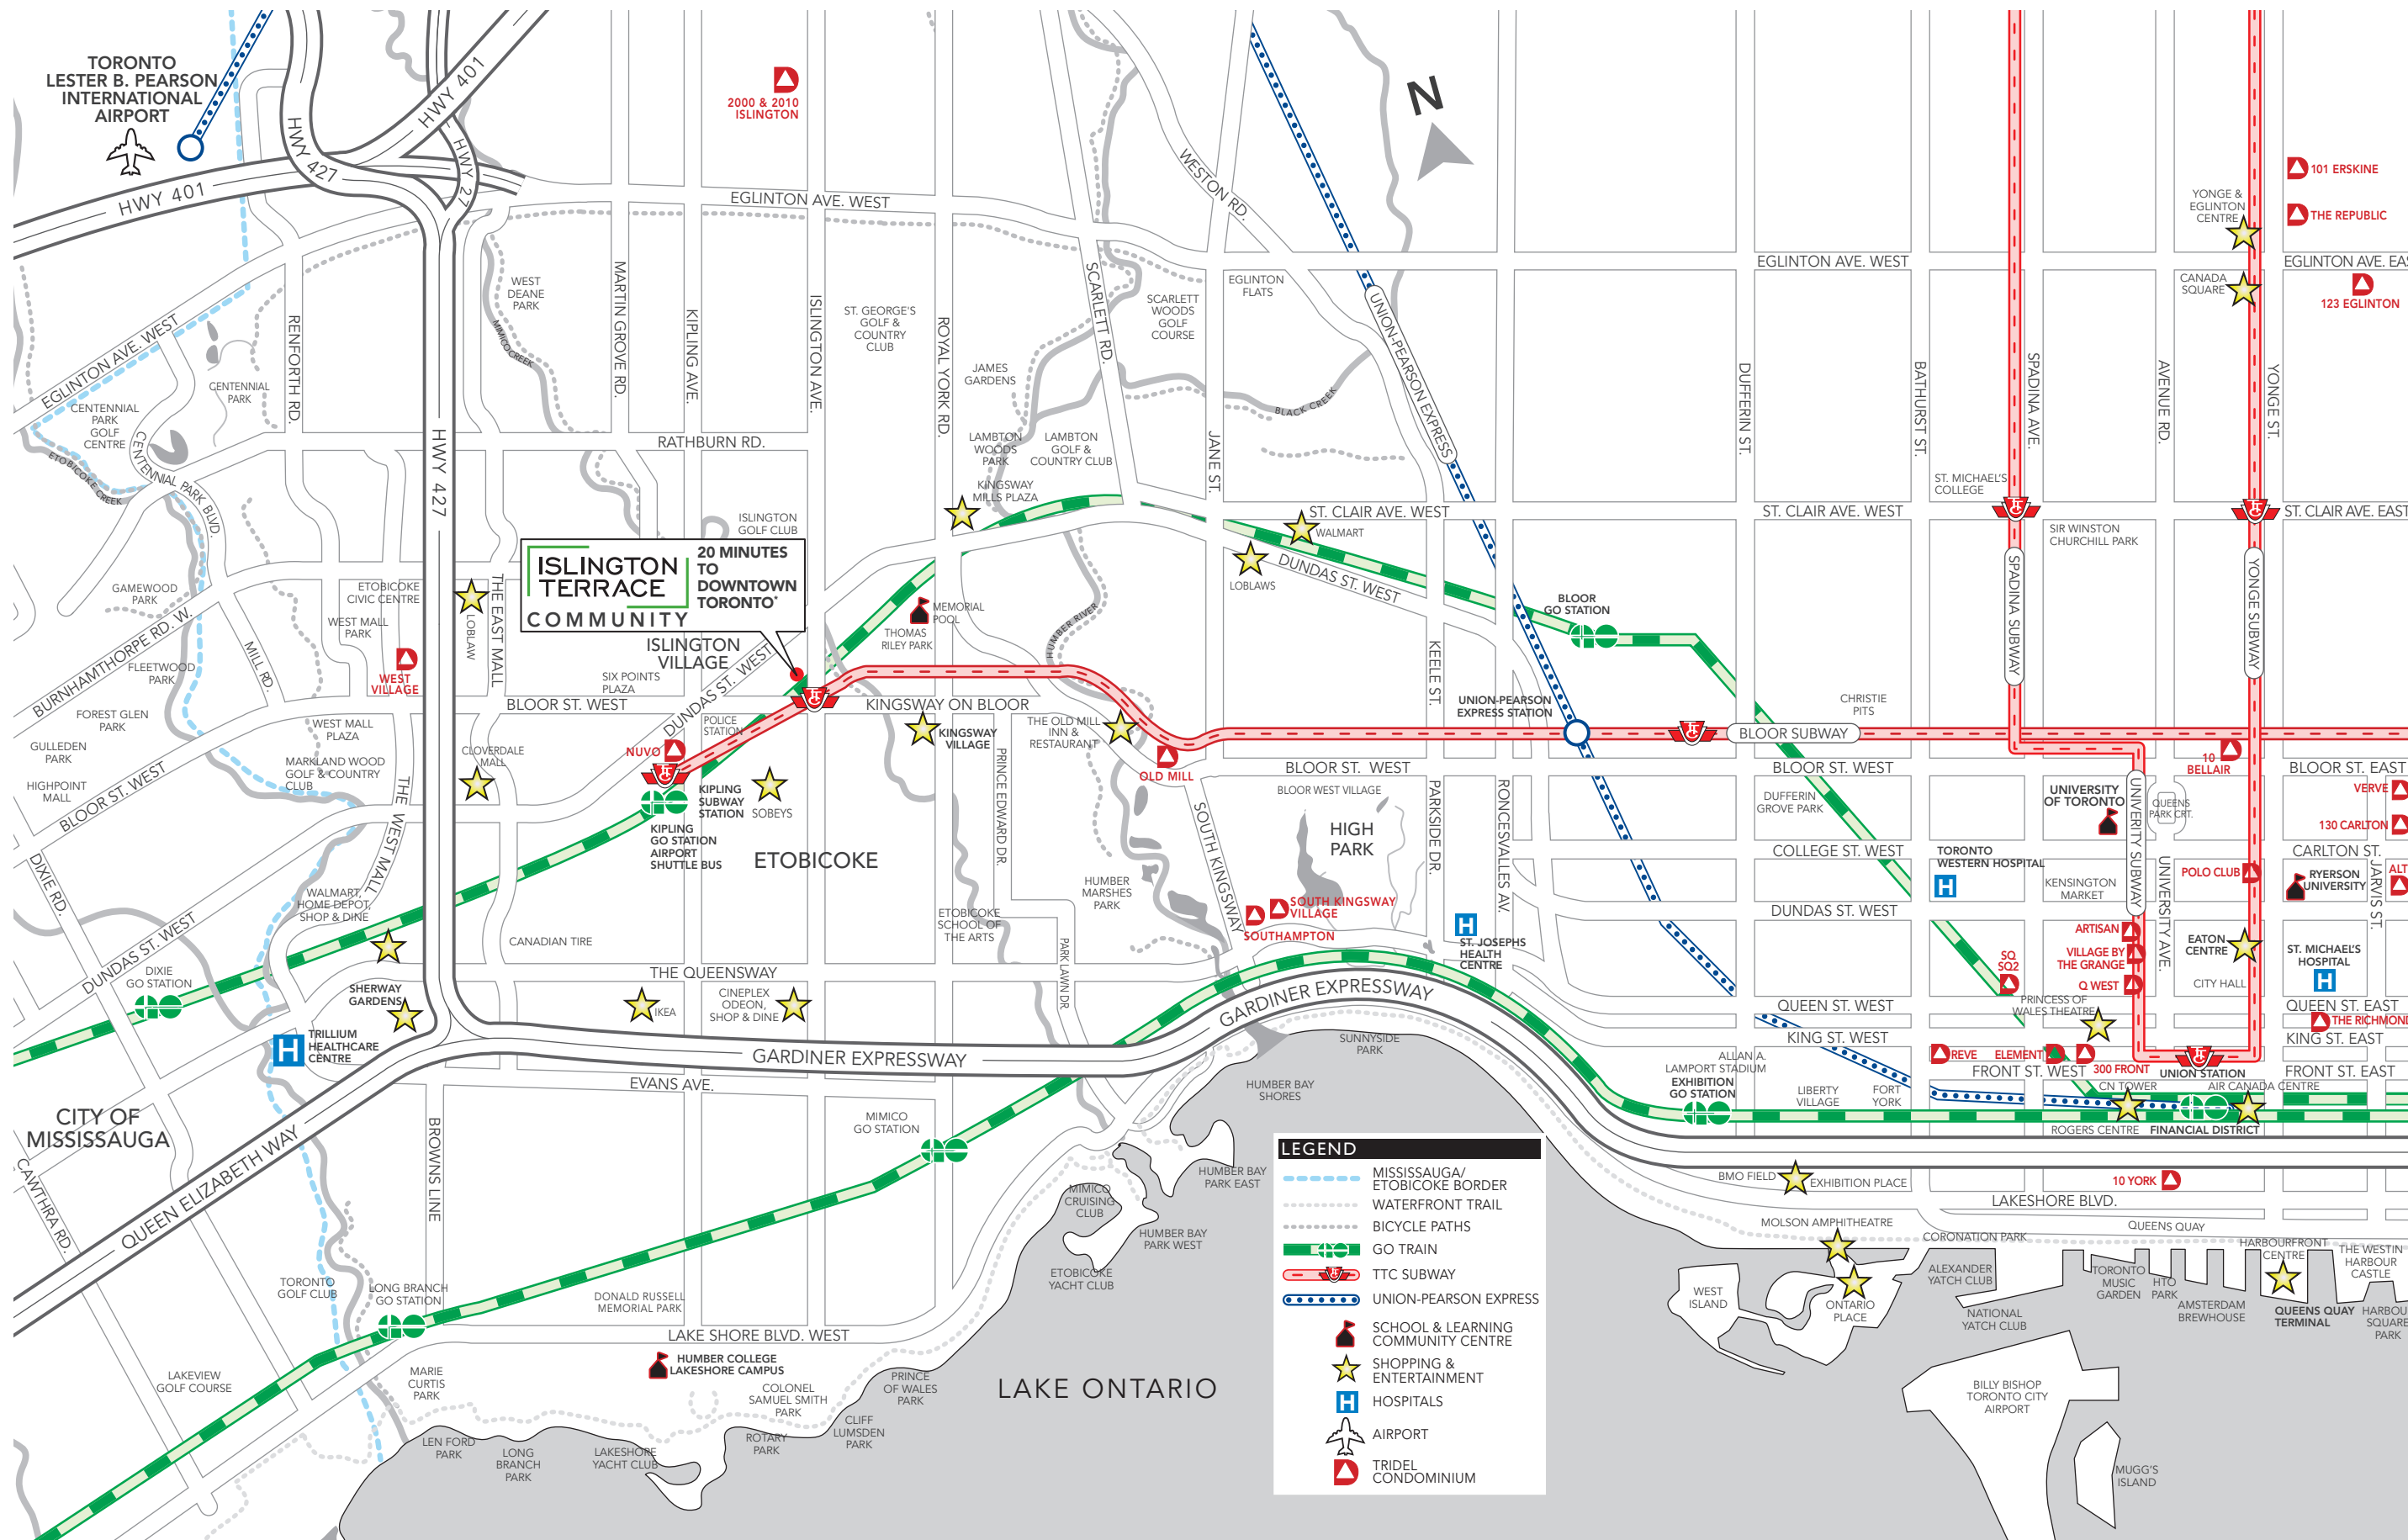 TORONTO
LESTER B. PEARSON
INTERNATIONAL
AIRPORT
HWY 401
HWY 427
HWY 401
HWY 27
2000 & 2010
ISLINGTON
EGLINTON AVE. WEST
WESTON RD.
N
101 ERSKINE
YONGE &
EGLINTON
CENTRE
THE REPUBLIC
EGLINTON AVE. WEST
EGLINTON AVE. EAS
CANADA
SQUARE
123 EGLINTON
WEST
DEANE
PARK
MIMICO CREEK
MARTIN GROVE RD.
KIPLING AVE.
ISLINGTON AVE.
ST. GEORGE'S
GOLF &
COUNTRY
CLUB
ROYAL YORK RD.
SCARLETT RD.
SCARLETT
WOODS
GOLF
COURSE
EGLINTON
FLATS
UNION-PEARSON EXPRESS
EGLINTON AVE. WEST
RENFORTH RD.
CENTENNIAL
PARK
CENTENNIAL
PARK
GOLF
CENTRE
ETOBICOKE CREEK
CENTENNIAL PARK BLVD.
HWY 427
RATHBURN RD.
JAMES
GARDENS
LAMBTON
WOODS
PARK
LAMBTON
GOLF &
COUNTRY CLUB
JANE ST.
BLACK CREEK
DUFFERIN ST.
BATHURST ST.
SPADINA AVE.
AVENUE RD.
YONGE ST.
KINGSWAY
MILLS PLAZA
ST. MICHAEL'S
COLLEGE
ST. CLAIR AVE. WEST
ST. CLAIR AVE. WEST
ST. CLAIR AVE. EAST
SIR WINSTON
CHURCHILL PARK
ISLINGTON
GOLF CLUB
WALMART
LOBLAWS
DUNDAS ST. WEST
ISLINGTON
TERRACE
COMMUNITY
20 MINUTES
TO
DOWNTOWN
TORONTO*
ISLINGTON
VILLAGE
GAMEWOOD
PARK
ETOBICOKE
CIVIC CENTRE
WEST MALL
PARK
LOBLAW
THE EAST MALL
BURNHAMTHORPE RD. W.
FLEETWOOD
PARK
MILL RD.
WEST
VILLAGE
SIX POINTS
PLAZA
DUNDAS ST. WEST
MEMORIAL
POOL
THOMAS
RILEY PARK
HUMBER RIVER
BLOOR
GO STATION
KEELE ST.
SPADINA SUBWAY
YONGE SUBWAY
FOREST GLEN
PARK
GULLEDEN
PARK
HIGHPOINT
MALL
BLOOR ST. WEST
WEST MALL
PLAZA
MARKLAND WOOD
GOLF & COUNTRY
CLUB
BLOOR ST. WEST
CLOVERDALE
MALL
NUVO
POLICE
STATION
KINGSWAY ON BLOOR
KINGSWAY
VILLAGE
THE OLD MILL
INN &
RESTAURANT
OLD MILL
UNION-PEARSON
EXPRESS STATION
BLOOR SUBWAY
CHRISTIE
PITS
10
BELLAIR
BLOOR ST. WEST
BLOOR WEST VILLAGE
BLOOR ST. WEST
BLOOR ST. EAST
VERVE
THE WEST MALL
KIPLING
SUBWAY
STATION
KIPLING
GO STATION
AIRPORT
SHUTTLE BUS
SOBEYS
ETOBICOKE
PRINCE EDWARD DR.
SOUTH KINGSWAY
HIGH
PARK
PARKSIDE DR.
RONCESVALLES AV.
DUFFERIN
GROVE PARK
UNIVERSITY
OF TORONTO
QUEENS
PARK CRT.
UNIVERITY SUBWAY
130 CARLTON
COLLEGE ST. WEST
CARLTON ST.
DIXIE RD.
WALMART,
HOME DEPOT,
SHOP & DINE
DUNDAS ST. WEST
DIXIE
GO STATION
CANADIAN TIRE
HUMBER
MARSHES
PARK
ETOBICOKE
SCHOOL OF
THE ARTS
PARK LAWN DR.
SOUTH KINGSWAY
VILLAGE
SOUTHAMPTON
ST. JOSEPHS
HEALTH
CENTRE
TORONTO
WESTERN HOSPITAL
KENSINGTON
MARKET
UNIVERSITY AVE.
POLO CLUB
RYERSON
UNIVERSITY
JARVIS ST.
ALT
DUNDAS ST. WEST
ARTISAN
VILLAGE BY
THE GRANGE
EATON
CENTRE
ST. MICHAEL'S
HOSPITAL
SQ
SQ2
Q WEST
CITY HALL
THE QUEENSWAY
SHERWAY
GARDENS
IKEA
CINEPLEX
ODEON,
SHOP & DINE
GARDINER EXPRESSWAY
QUEEN ST. WEST
PRINCESS OF
WALES THEATRE
QUEEN ST. EAST
THE RICHMOND
TRILLIUM
HEALTHCARE
CENTRE
GARDINER EXPRESSWAY
SUNNYSIDE
PARK
KING ST. WEST
KING ST. EAST
ALLAN A.
LAMPORT STADIUM
EXHIBITION
GO STATION
REVE
ELEMENT
300 FRONT
FRONT ST. WEST
UNION STATION
FRONT ST. EAST
EVANS AVE.
HUMBER BAY
SHORES
LIBERTY
VILLAGE
FORT
YORK
CN TOWER
AIR CANADA CENTRE
ROGERS CENTRE
FINANCIAL DISTRICT
CITY OF
MISSISSAUGA
CAWTHRA RD.
QUEEN ELIZABETH WAY
BROWNS LINE
MIMICO
GO STATION
HUMBER BAY
PARK EAST
MIMICO
CRUISING
CLUB
HUMBER BAY
PARK WEST
ETOBICOKE
YACHT CLUB
BMO FIELD
EXHIBITION PLACE
10 YORK
LAKESHORE BLVD.
MOLSON AMPHITHEATRE
QUEENS QUAY
CORONATION PARK
HARBOURFRONT
CENTRE
THE WESTIN
HARBOUR
CASTLE
TORONTO
GOLF CLUB
LONG BRANCH
GO STATION
DONALD RUSSELL
MEMORIAL PARK
LAKE SHORE BLVD. WEST
WEST
ISLAND
ONTARIO
PLACE
ALEXANDER
YATCH CLUB
NATIONAL
YATCH CLUB
TORONTO
MUSIC
GARDEN
HTO
PARK
AMSTERDAM
BREWHOUSE
QUEENS QUAY
TERMINAL
HARBOU
SQUARE
PARK
HUMBER COLLEGE
LAKESHORE CAMPUS
LAKEVIEW
GOLF COURSE
MARIE
CURTIS
PARK
COLONEL
SAMUEL SMITH
PARK
PRINCE
OF WALES
PARK
CLIFF
LUMSDEN
PARK
ROTARY
PARK
LAKE ONTARIO
LEN FORD
PARK
LONG
BRANCH
PARK
LAKESHORE
YACHT CLUB
BILLY BISHOP
TORONTO CITY
AIRPORT
MUGG'S
ISLAND
LEGEND
MISSISSAUGA/
ETOBICOKE BORDER
WATERFRONT TRAIL
BICYCLE PATHS
GO TRAIN
TTC SUBWAY
UNION-PEARSON EXPRESS
SCHOOL & LEARNING
COMMUNITY CENTRE
SHOPPING &
ENTERTAINMENT
HOSPITALS
AIRPORT
TRIDEL
CONDOMINIUM